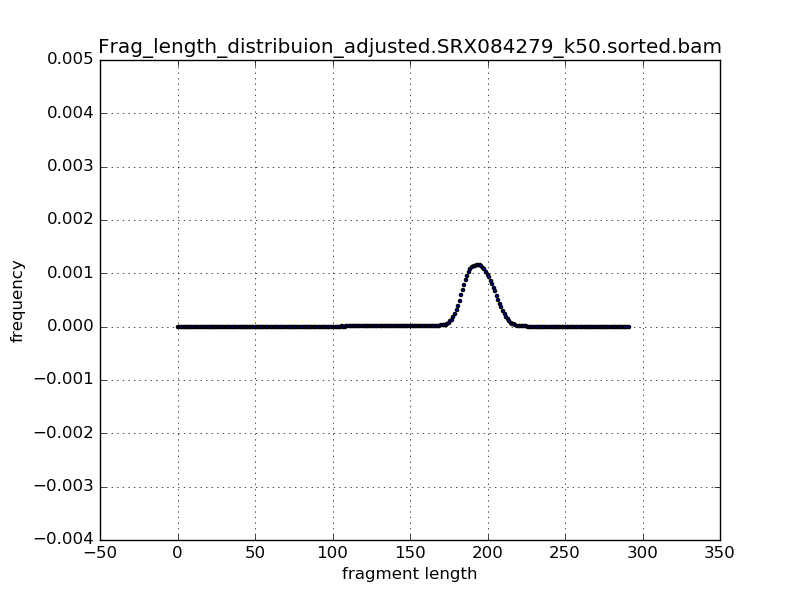 Frag_length_distribuion_adjusted.SRX084279_k50.sorted.bam
0.005
0.004
0.003
0.002
0.001
0.000
−0.001
−0.002
−0.003
−0.004
frequency
−50 0 50 100 150 200 250 300 350
fragment length